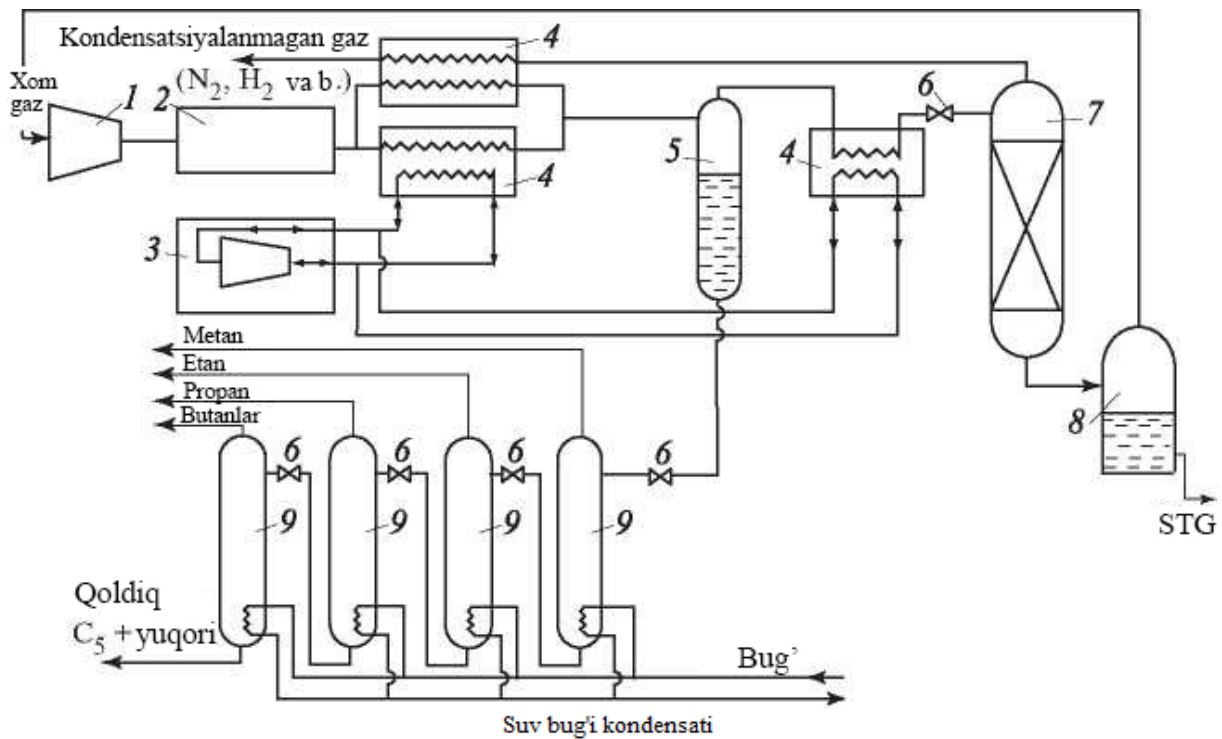 Kondensatsiyalanmagan gaz
4
Xom
gaz
(N2, H2 va b.)
1
2
6
7
5
4
4
3
Metan
Etan
Propan
Butanlar
8
6
6
6
6
STG
9
9
9
9
Qoldiq
C5 + yuqori
Bug’
Suv bug'i kondensati